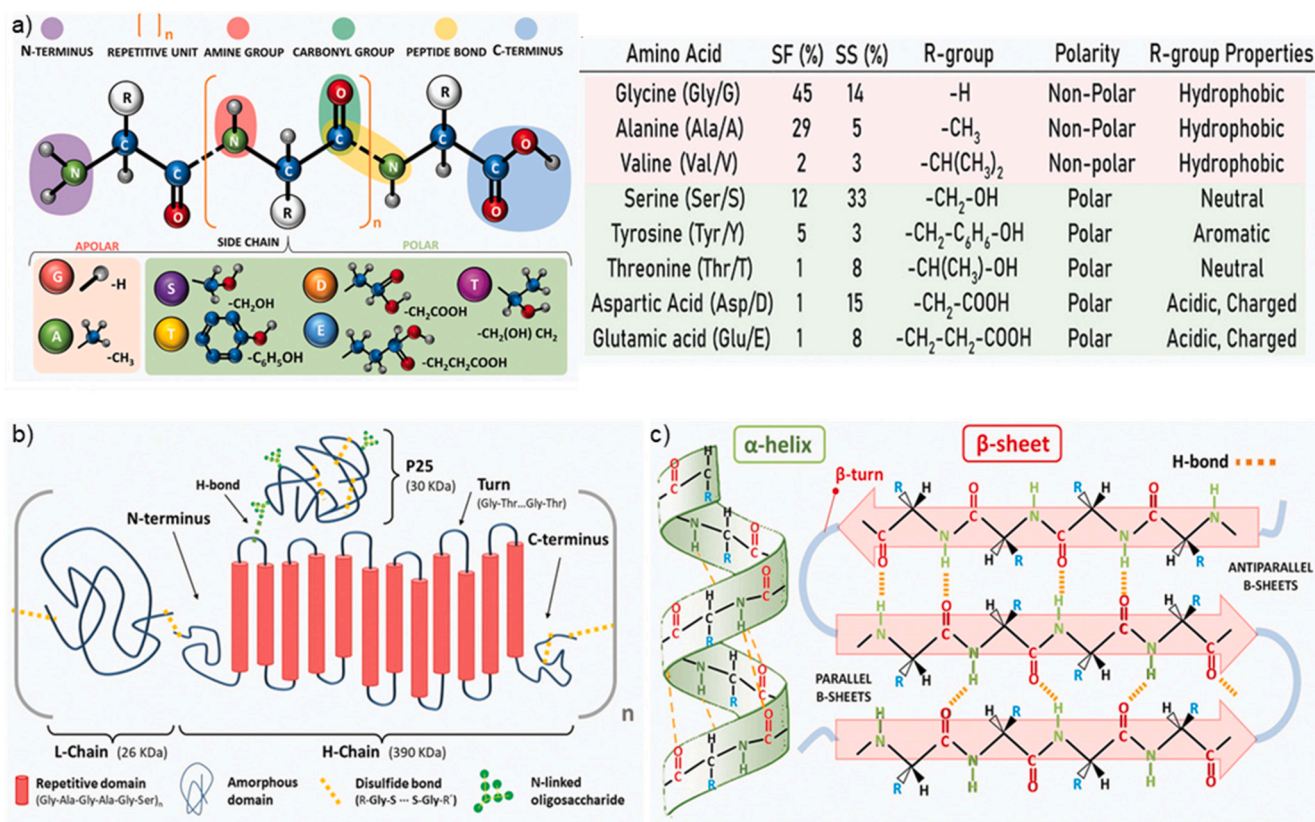 a)
N-TERMINUS REPETITIVE UNIT AMINE GROUP CARBONYL GROUP PEPTIDE BOND C-TERMINUS
n
R H R
N C C N C C N C C O
O R O H O
n
APOLAR SIDE CHAIN POLAR
G -H
A -CH₃
S -CH₂OH
T -C₆H₅OH
D -CH₂COOH
E -CH₂CH₂COOH
T -CH₂(OH) CH₂
Amino Acid SF (%) SS (%) R-group Polarity R-group Properties
Glycine (Gly/G) 45 14 -H Non-Polar Hydrophobic
Alanine (Ala/A) 29 5 -CH₃ Non-Polar Hydrophobic
Valine (Val/V) 2 3 -CH(CH₃)₂ Non-polar Hydrophobic
Serine (Ser/S) 12 33 -CH₂-OH Polar Neutral
Tyrosine (Tyr/Y) 5 3 -CH₂-C₆H₆-OH Polar Aromatic
Threonine (Thr/T) 1 8 -CH(CH₃)-OH Polar Neutral
Aspartic Acid (Asp/D) 1 15 -CH₂-COOH Polar Acidic, Charged
Glutamic acid (Glu/E) 1 8 -CH₂-CH₂-COOH Polar Acidic, Charged
b)
P25
(30 KDa)
H-bond
Turn
(Gly-Thr...Gly-Thr)
N-terminus
C-terminus
n
L-Chain (26 KDa) H-Chain (390 KDa)
Repetitive domain
(Gly-Ala-Gly-Ala-Gly-Ser)n
Amorphous
domain
Disulfide bond
(R-Gly-S ··· S-Gly-R´)
N-linked
oligosaccharide
c)
α-helix
β-sheet
H-bond
β-turn
ANTIPARALLEL
B-SHEETS
PARALLEL
B-SHEETS